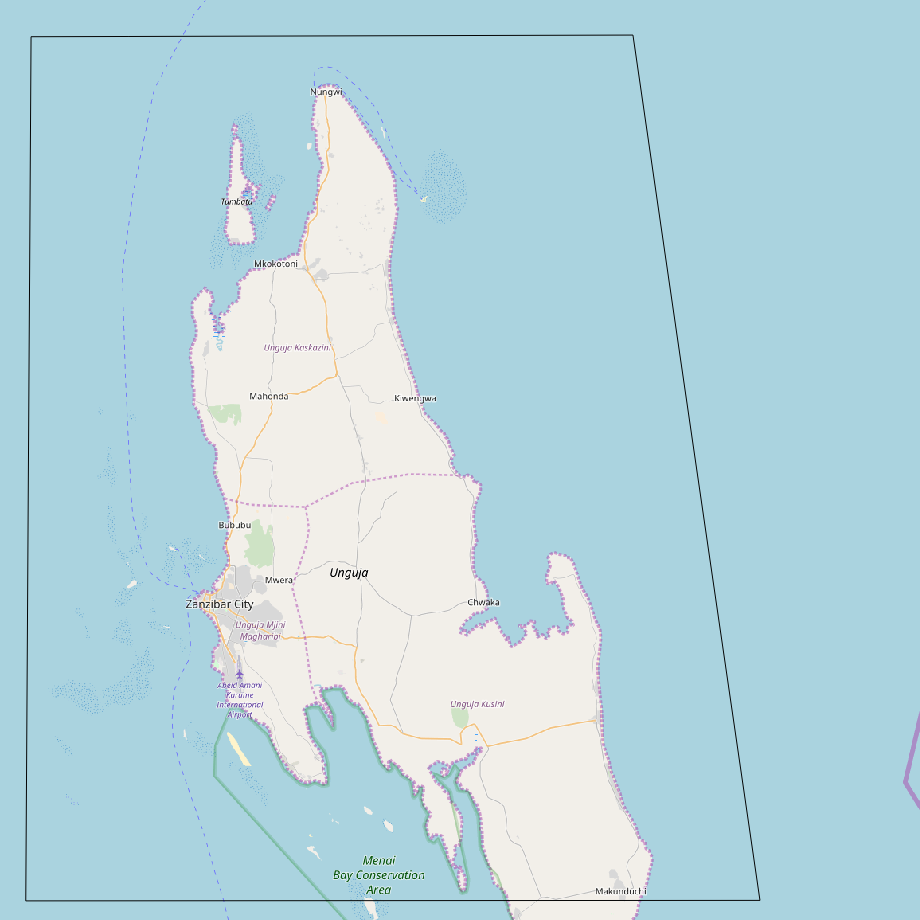 Nungwi
Tumbatu
Mkokotoni
Unguja Kaskazini
Mahonda
Kiwengwa
Bububu
Unguja
Mwera
Chwaka
Zanzibar City
Unguja Mjini
Magharibi
Abeid Amani
Karume
International
Airport
Unguja Kusini
Menai
Bay Conservation
Area
Makunduchi